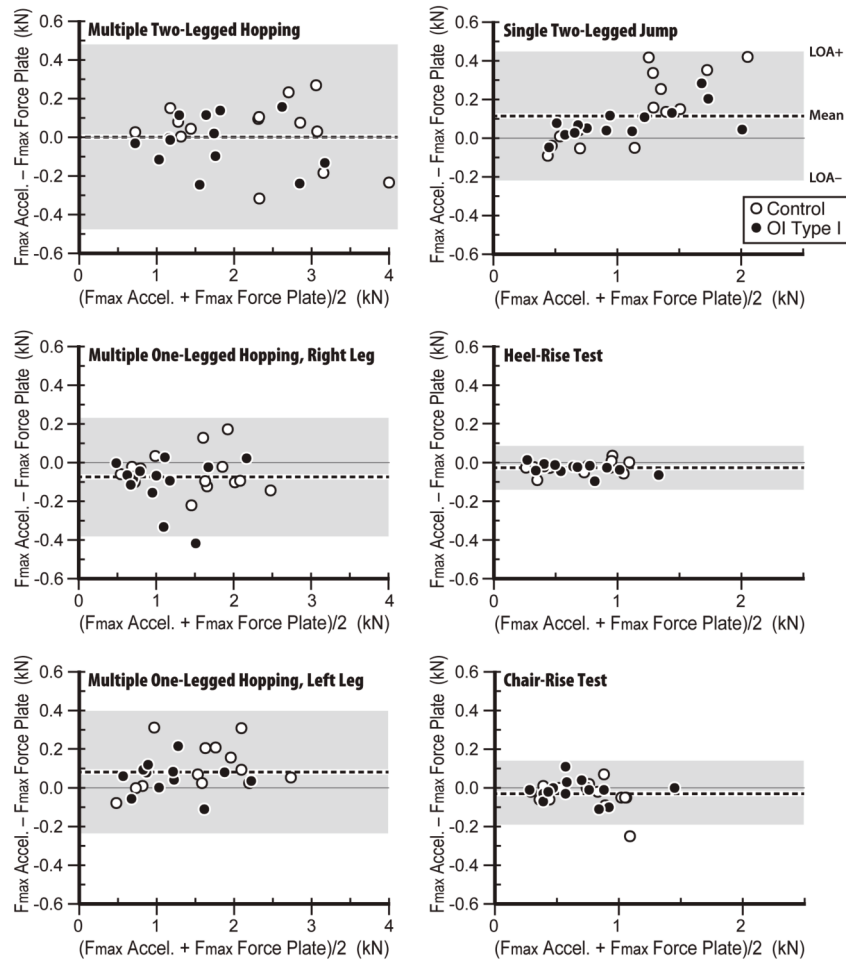 Multiple Two-Legged Hopping
Fmax Accel. – Fmax Force Plate (kN)
0.6
0.4
0.2
0.0
-0.2
-0.4
-0.6
0 1 2 3 4
(Fmax Accel. + Fmax Force Plate)/2 (kN)
Single Two-Legged Jump
Fmax Accel. – Fmax Force Plate (kN)
0.6
0.4
0.2
0.0
-0.2
-0.4
-0.6
LOA+
Mean
LOA–
Control
OI Type I
0 1 2
(Fmax Accel. + Fmax Force Plate)/2 (kN)
Multiple One-Legged Hopping, Right Leg
Fmax Accel. – Fmax Force Plate (kN)
0.6
0.4
0.2
0.0
-0.2
-0.4
-0.6
0 1 2 3 4
(Fmax Accel. + Fmax Force Plate)/2 (kN)
Heel-Rise Test
Fmax Accel. – Fmax Force Plate (kN)
0.6
0.4
0.2
0.0
-0.2
-0.4
-0.6
0 1 2
(Fmax Accel. + Fmax Force Plate)/2 (kN)
Multiple One-Legged Hopping, Left Leg
Fmax Accel. – Fmax Force Plate (kN)
0.6
0.4
0.2
0.0
-0.2
-0.4
-0.6
0 1 2 3 4
(Fmax Accel. + Fmax Force Plate)/2 (kN)
Chair-Rise Test
Fmax Accel. – Fmax Force Plate (kN)
0.6
0.4
0.2
0.0
-0.2
-0.4
-0.6
0 1 2
(Fmax Accel. + Fmax Force Plate)/2 (kN)